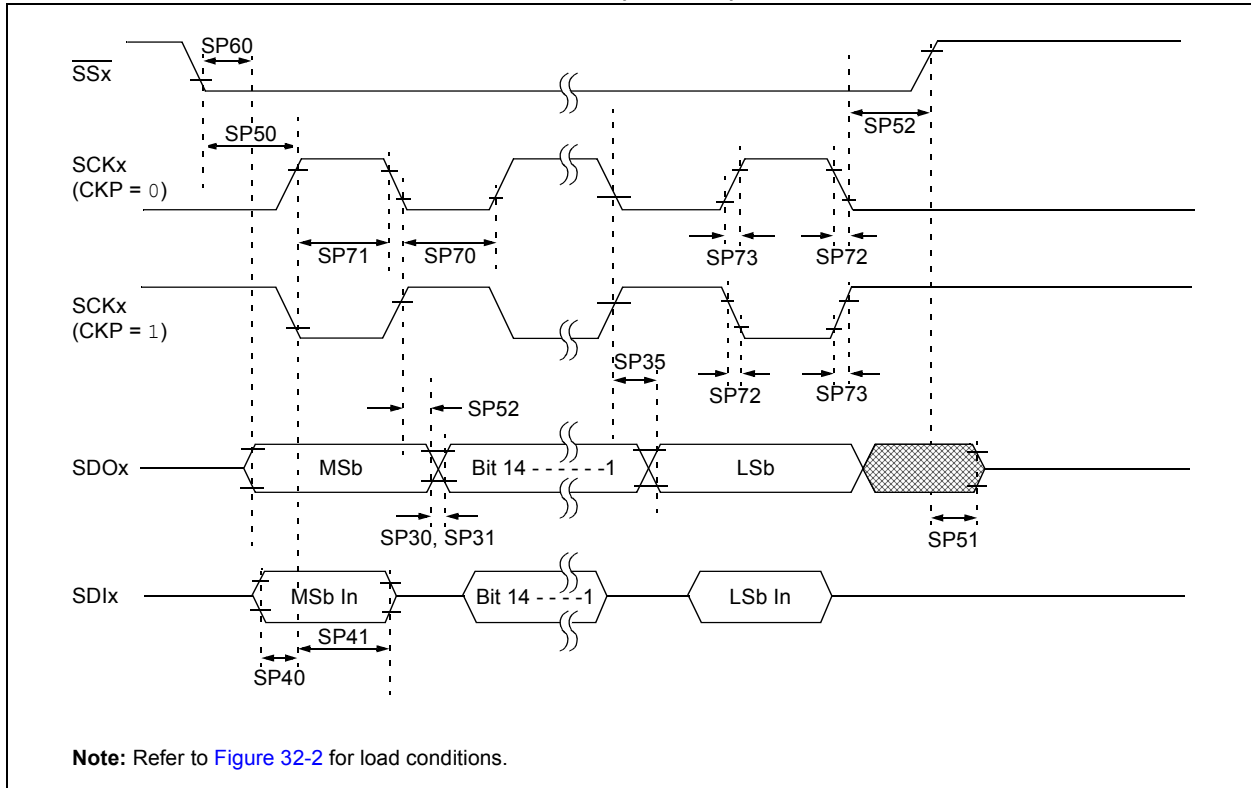 SP60
SSx
SP50
SP52
SCKx
(CKP = 0)
SP71
SP70
SP73
SP72
SCKx
(CKP = 1)
SP35
SP72
SP73
SP52
SDOx
MSb
Bit 14 - - - - - -1
LSb
SP30, SP31
SP51
SDIx
MSb In
Bit 14 - - - -1
LSb In
SP41
SP40
Note: Refer to Figure 32-2 for load conditions.